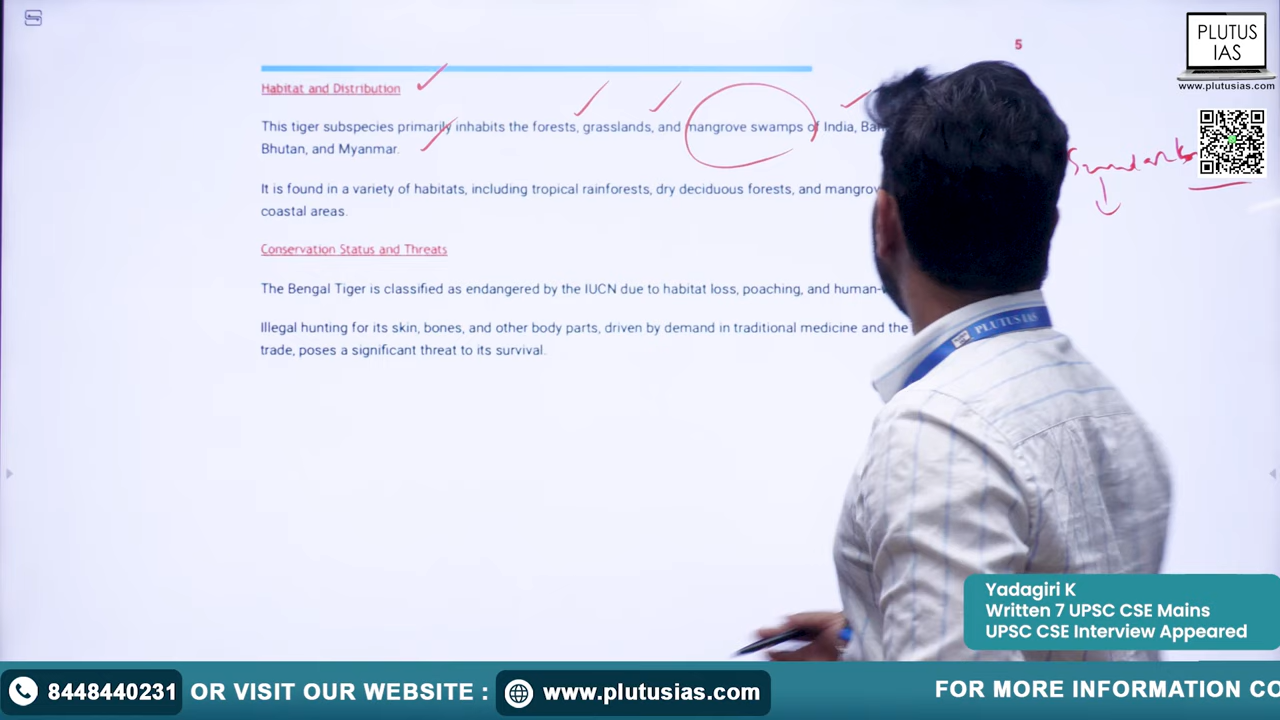 5
PLUTUS
IAS
www.plutusias.com
Habitat and Distribution
This tiger subspecies primarily inhabits the forests, grasslands, and mangrove swamps of India,
Bhutan, and Myanmar.
It is found in a variety of habitats, including tropical rainforests, dry deciduous forests, and
coastal areas.
Conservation Status and Threats
The Bengal Tiger is classified as endangered by the IUCN due to habitat loss, poaching, and
Illegal hunting for its skin, bones, and other body parts, driven by demand in traditional medicine and the
trade, poses a significant threat to its survival.
PLUTUS IAS
Yadagiri K
Written 7 UPSC CSE Mains
UPSC CSE Interview Appeared
8448440231 OR VISIT OUR WEBSITE : www.plutusias.com FOR MORE INFORMATION